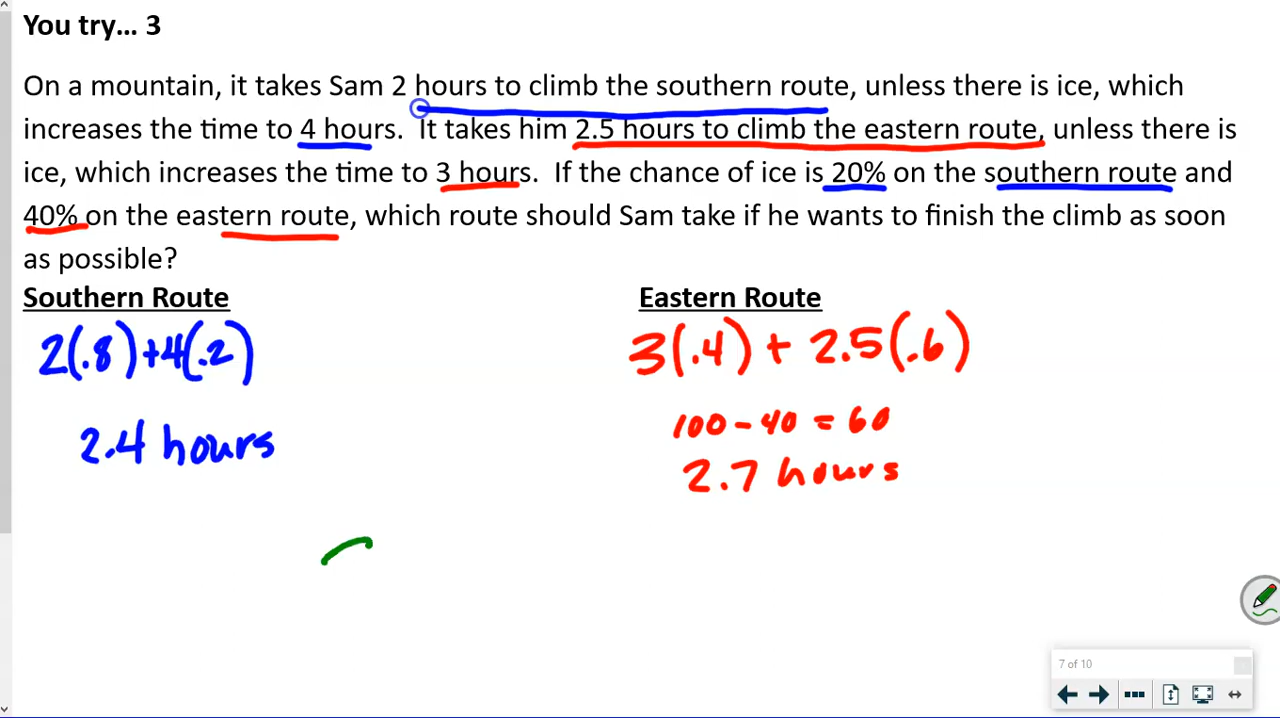 You try... 3
On a mountain, it takes Sam 2 hours to climb the southern route, unless there is ice, which
increases the time to 4 hours. It takes him 2.5 hours to climb the eastern route, unless there is
ice, which increases the time to 3 hours. If the chance of ice is 20% on the southern route and
40% on the eastern route, which route should Sam take if he wants to finish the climb as soon
as possible?
Southern Route
2(.8)+4(.2)
2.4 hours
Eastern Route
3(.4) + 2.5(.6)
100 - 40 = 60
2.7 hours
7 of 10